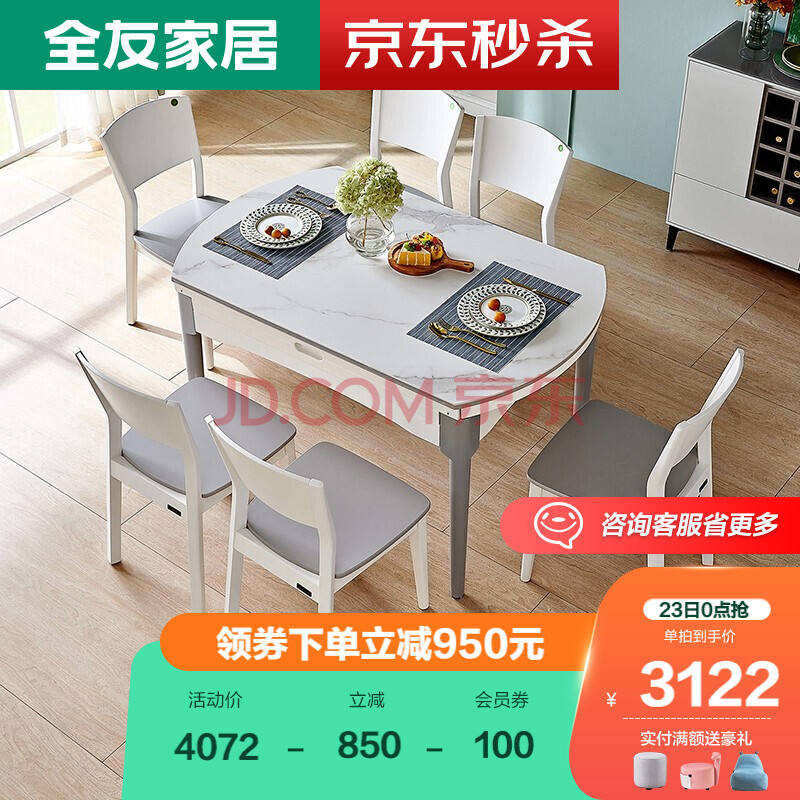 全友家居 京东秒杀
JD.COM 京东
咨询客服省更多
23日0点抢
领券下单立减950元
单拍到手价
¥ 3122
活动价 立减 会员券
4072 - 850 - 100
实付满额送豪礼